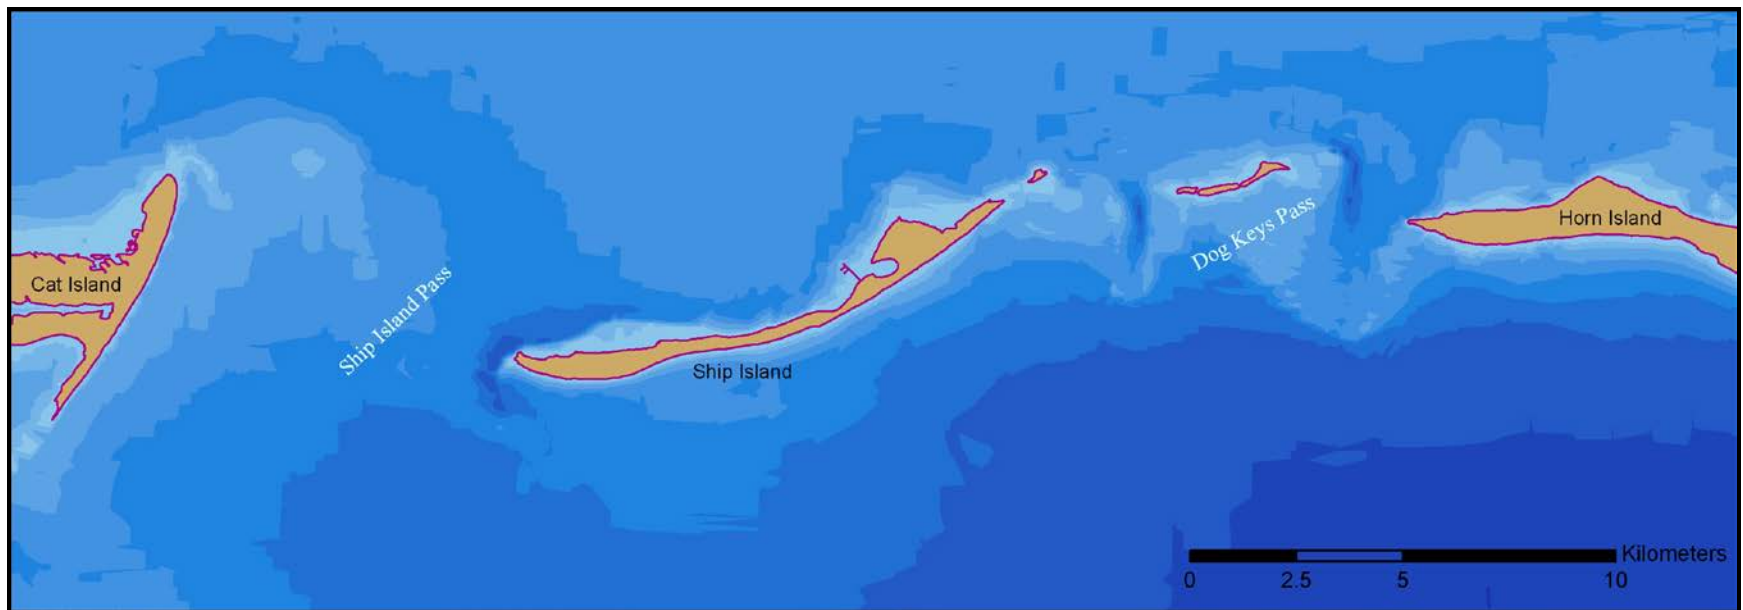 Cat Island
Ship Island Pass
Ship Island
Dog Keys Pass
Horn Island
Kilometers
0 2.5 5 10